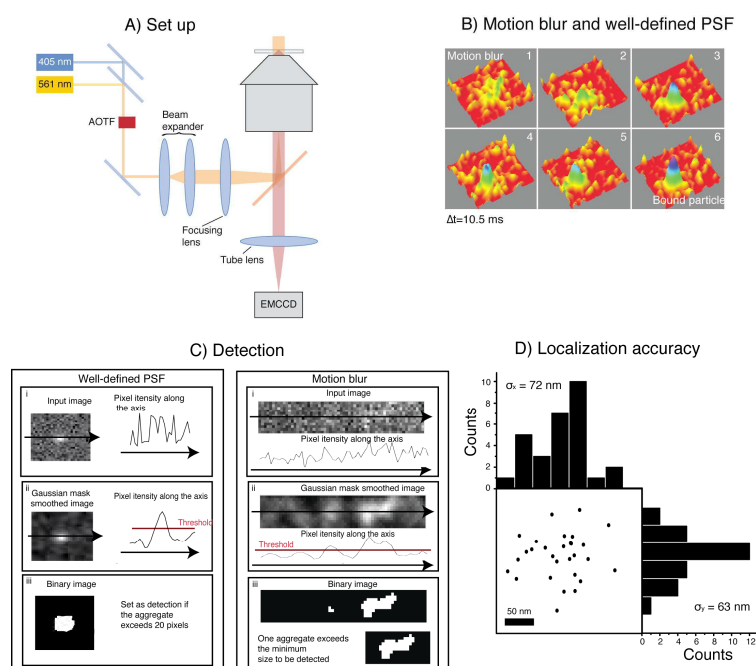 A) Set up
405 nm
561 nm
AOTF
Beam
expander
Focusing
lens
Tube lens
EMCCD
B) Motion blur and well-defined PSF
Motion blur 1
2
3
4
5
6
Bound particle
Δt=10.5 ms
C) Detection
Well-defined PSF
i
Input image
Pixel itensity along
the axis
ii
Gaussian mask
smoothed image
Pixel itensity along the axis
Threshold
iii
Binary image
Set as detection if
the aggregate
exceeds 20 pixels
Motion blur
i
Input image
Pixel itensity along the axis
ii
Gaussian mask smoothed image
Pixel itensity along the axis
Threshold
iii
Binary image
One aggregate exceeds
the minimum
size to be detected
D) Localization accuracy
Counts
10
8
6
4
2
0
σx = 72 nm
50 nm
σy = 63 nm
0 2 4 6 8 10 12
Counts